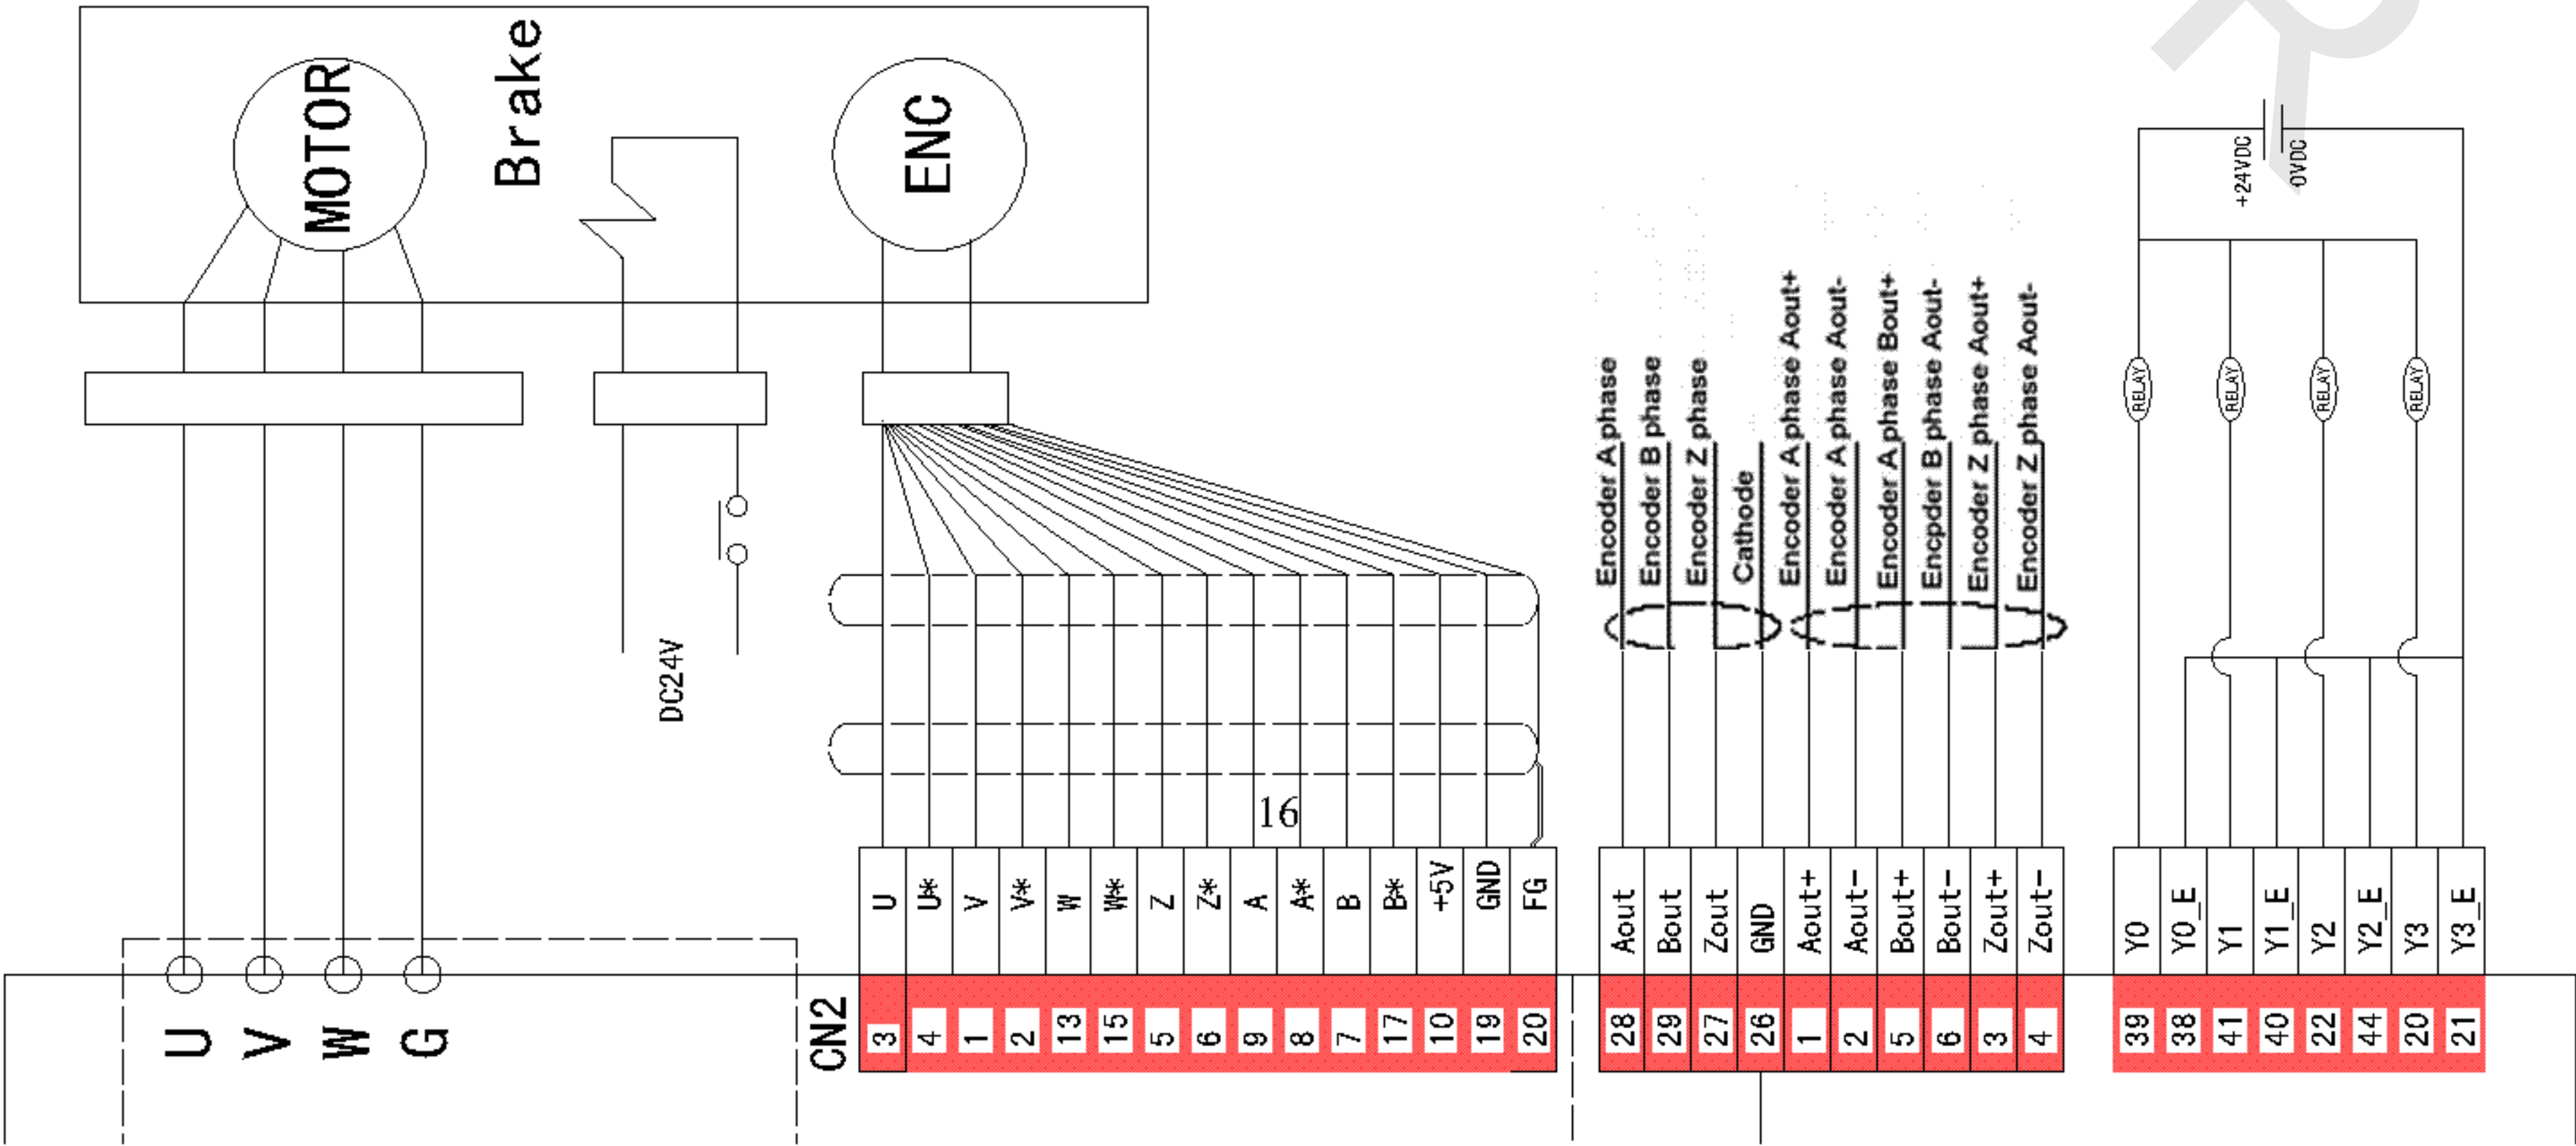 MOTOR
Brake
ENC
+24VDC
0VDC
RELAY
RELAY
RELAY
RELAY
Encoder A phase
Encoder B phase
Encoder Z phase
Cathode
Encoder A phase Aout+
Encoder A phase Aout-
Encoder A phase Bout+
Encpder B phase Aout-
Encoder Z phase Aout+
Encoder Z phase Aout-
DC24V
16
U
U*
V
V*
W
W*
Z
Z*
A
A*
B
B*
+5V
GND
FG
Aout
Bout
Zout
GND
Aout+
Aout-
Bout+
Bout-
Zout+
Zout-
Y0
Y0_E
Y1
Y1_E
Y2
Y2_E
Y3
Y3_E
U
V
W
G
CN2
3
4
1
2
13
15
5
6
9
8
7
17
10
19
20
28
29
27
26
1
2
5
6
3
4
39
38
41
40
22
44
20
21
R